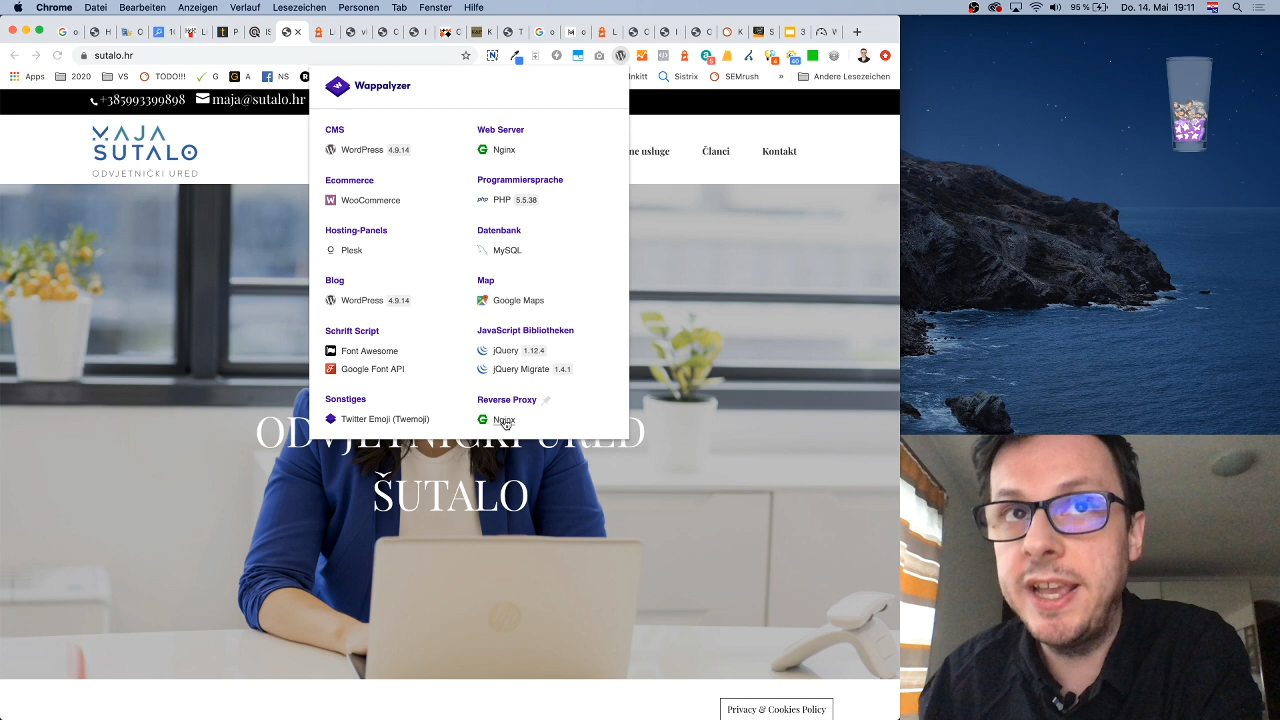 Chrome Datei Bearbeiten Anzeigen Verlauf Lesezeichen Personen Tab Fenster Hilfe 95 % Do. 14. Mai 19:11
sutalo.hr
Apps 2020 VS TODO!!! G A NS Inkitt Sistrix SEMrush » Andere Lesezeichen
+385993399898 maja@sutalo.hr
MAJA
SUTALO
ODVJETNIČKI URED
ne usluge Članci Kontakt
Wappalyzer
CMS
WordPress 4.9.14
Ecommerce
WooCommerce
Hosting-Panels
Plesk
Blog
WordPress 4.9.14
Schrift Script
Font Awesome
Google Font API
Sonstiges
Twitter Emoji (Twemoji)
Web Server
Nginx
Programmiersprache
php PHP 5.5.38
Datenbank
MySQL
Map
Google Maps
JavaScript Bibliotheken
jQuery 1.12.4
jQuery Migrate 1.4.1
Reverse Proxy
Nginx
ODVJETNIČKI URED
ŠUTALO
Privacy & Cookies Policy